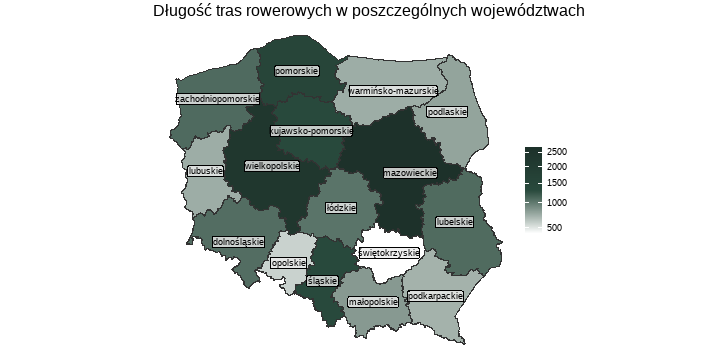 Długość tras rowerowych w poszczególnych województwach
pomorskie
warmińsko-mazurskie
zachodniopomorskie
podlaskie
kujawsko-pomorskie
wielkopolskie
lubuskie
mazowieckie
łódzkie
lubelskie
dolnośląskie
świętokrzyskie
opolskie
śląskie
małopolskie
podkarpackie
2500
2000
1500
1000
500